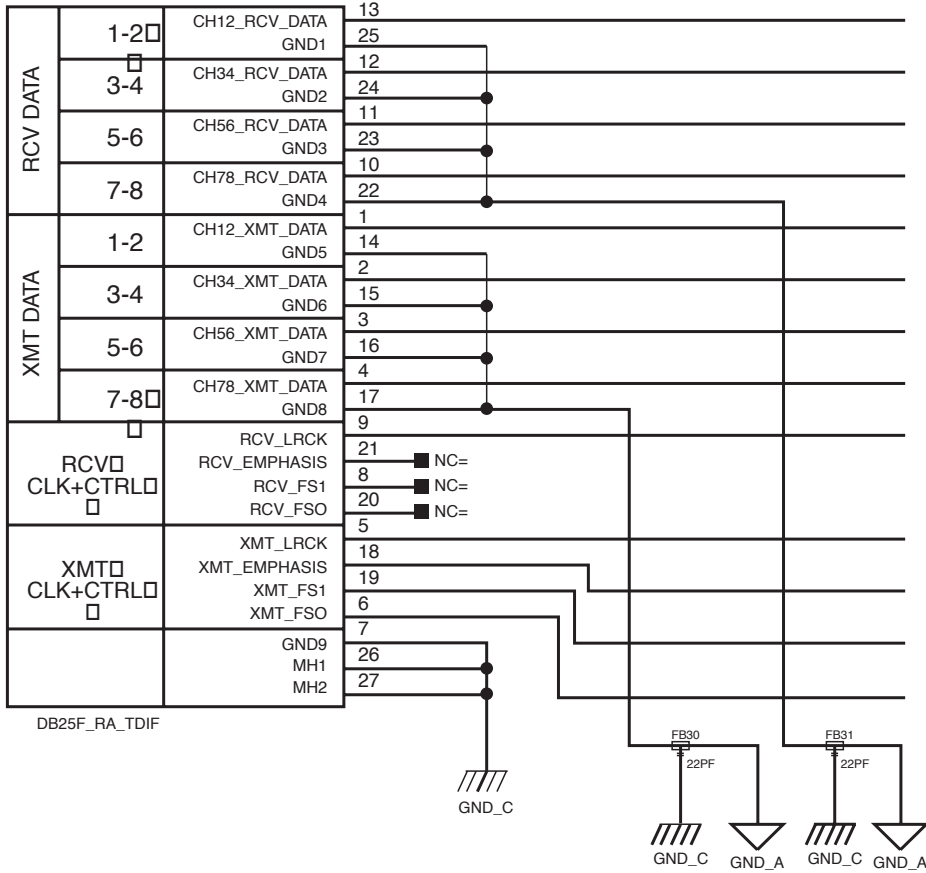 RCV DATA
1-2
CH12_RCV_DATA
13
GND1
25
3-4
CH34_RCV_DATA
12
GND2
24
5-6
CH56_RCV_DATA
11
GND3
23
7-8
CH78_RCV_DATA
10
GND4
22
XMT DATA
1-2
CH12_XMT_DATA
1
GND5
14
3-4
CH34_XMT_DATA
2
GND6
15
5-6
CH56_XMT_DATA
3
GND7
16
7-8
CH78_XMT_DATA
4
GND8
17
RCV
CLK+CTRL
RCV_LRCK
9
RCV_EMPHASIS
21
NC=
RCV_FS1
8
NC=
RCV_FSO
20
NC=
XMT
CLK+CTRL
XMT_LRCK
5
XMT_EMPHASIS
18
XMT_FS1
19
XMT_FSO
6
GND9
7
MH1
26
MH2
27
DB25F_RA_TDIF
GND_C
FB30
22PF
GND_C
GND_A
FB31
22PF
GND_C
GND_A